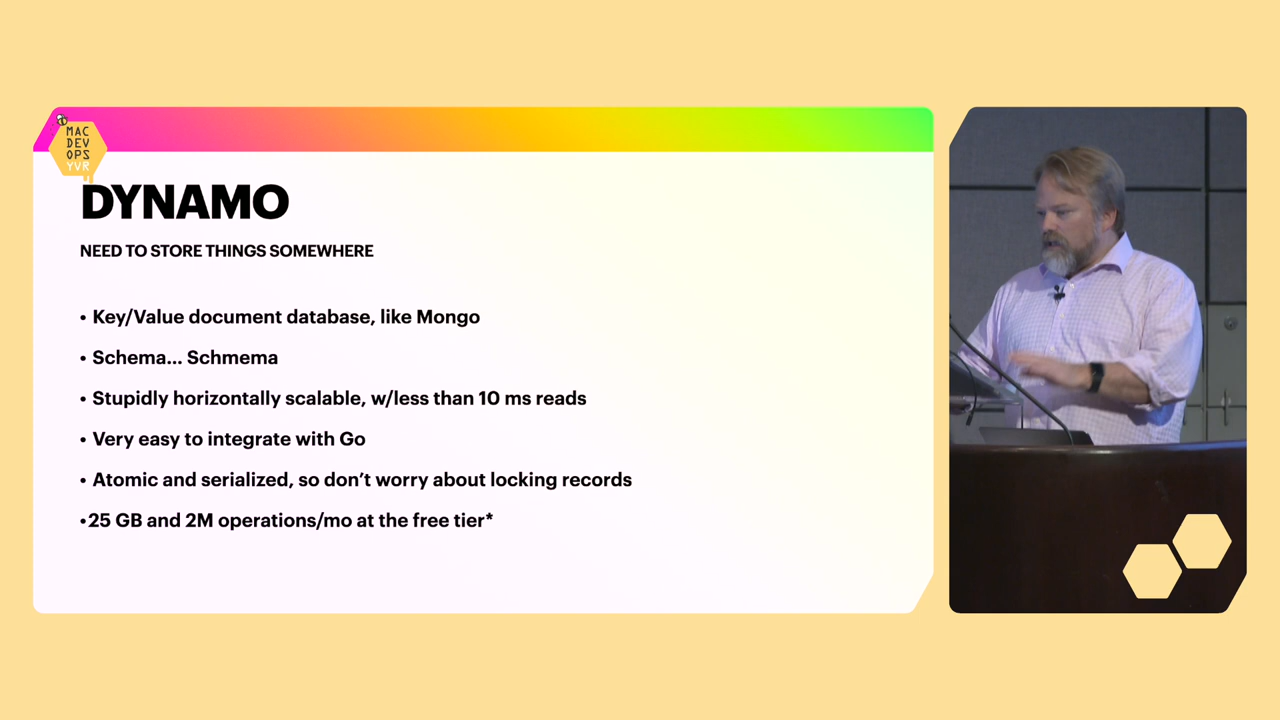 MAC
DEV
OPS
YVR
DYNAMO
NEED TO STORE THINGS SOMEWHERE
• Key/Value document database, like Mongo
• Schema... Schmema
• Stupidly horizontally scalable, w/less than 10 ms reads
• Very easy to integrate with Go
• Atomic and serialized, so don’t worry about locking records
•25 GB and 2M operations/mo at the free tier*